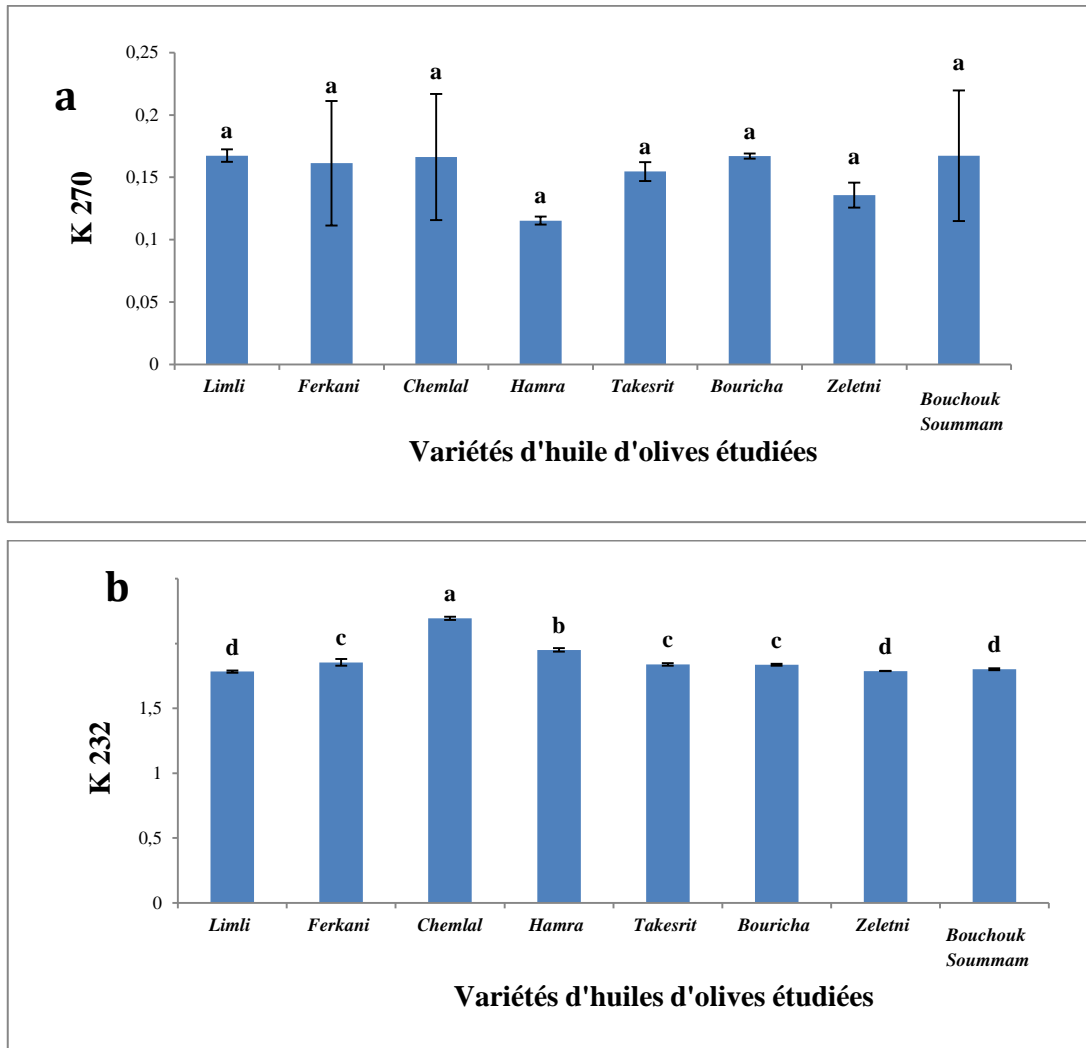 a
K 270
0,25
0,2
0,15
0,1
0,05
0
a a a a a a a a
Limli Ferkani Chemlal Hamra Takesrit Bouricha Zeletni Bouchouk
Soummam
Variétés d'huile d'olives étudiées
b
K 232
1,5
1
0,5
0
d c a b c c d d
Limli Ferkani Chemlal Hamra Takesrit Bouricha Zeletni Bouchouk
Soummam
Variétés d'huiles d'olives étudiées